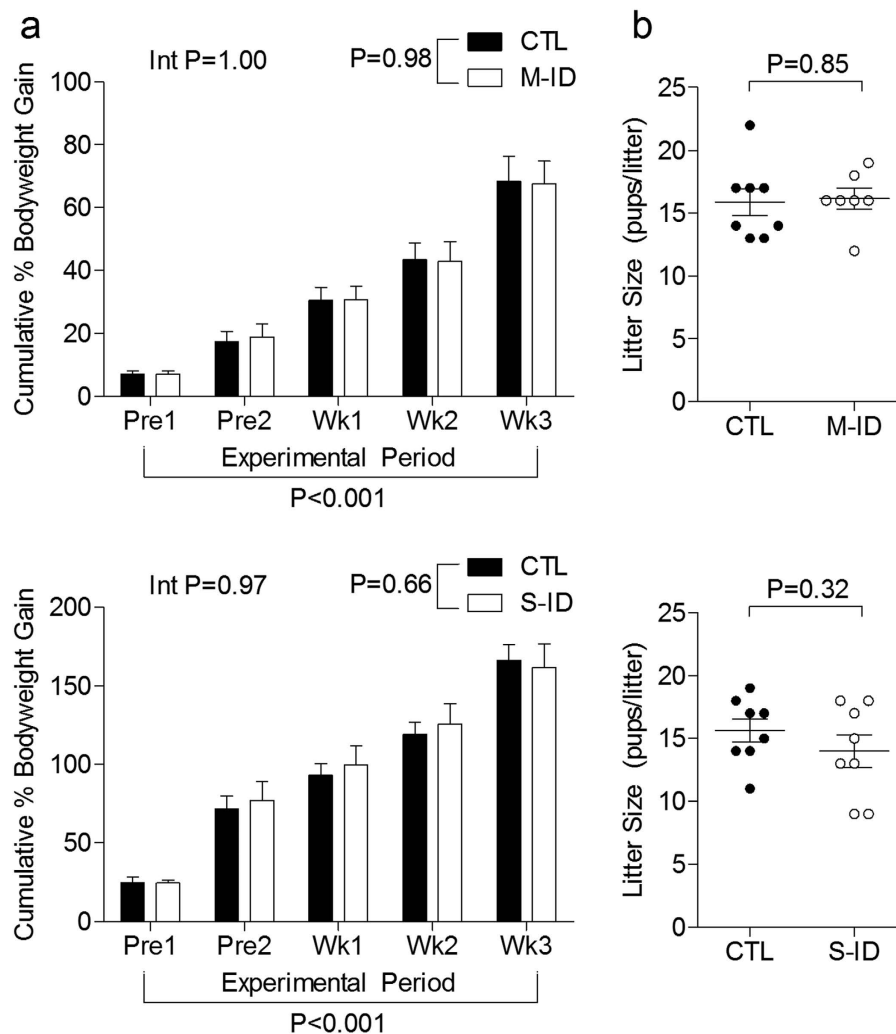 a
Int P=1.00
P=0.98
CTL
M-ID
Cumulative % Bodyweight Gain
100
80
60
40
20
0
Pre1 Pre2 Wk1 Wk2 Wk3
Experimental Period
P<0.001
b
P=0.85
Litter Size (pups/litter)
25
20
15
10
5
0
CTL M-ID
Int P=0.97
P=0.66
CTL
S-ID
Cumulative % Bodyweight Gain
200
150
100
50
0
Pre1 Pre2 Wk1 Wk2 Wk3
Experimental Period
P<0.001
P=0.32
Litter Size (pups/litter)
25
20
15
10
5
0
CTL S-ID